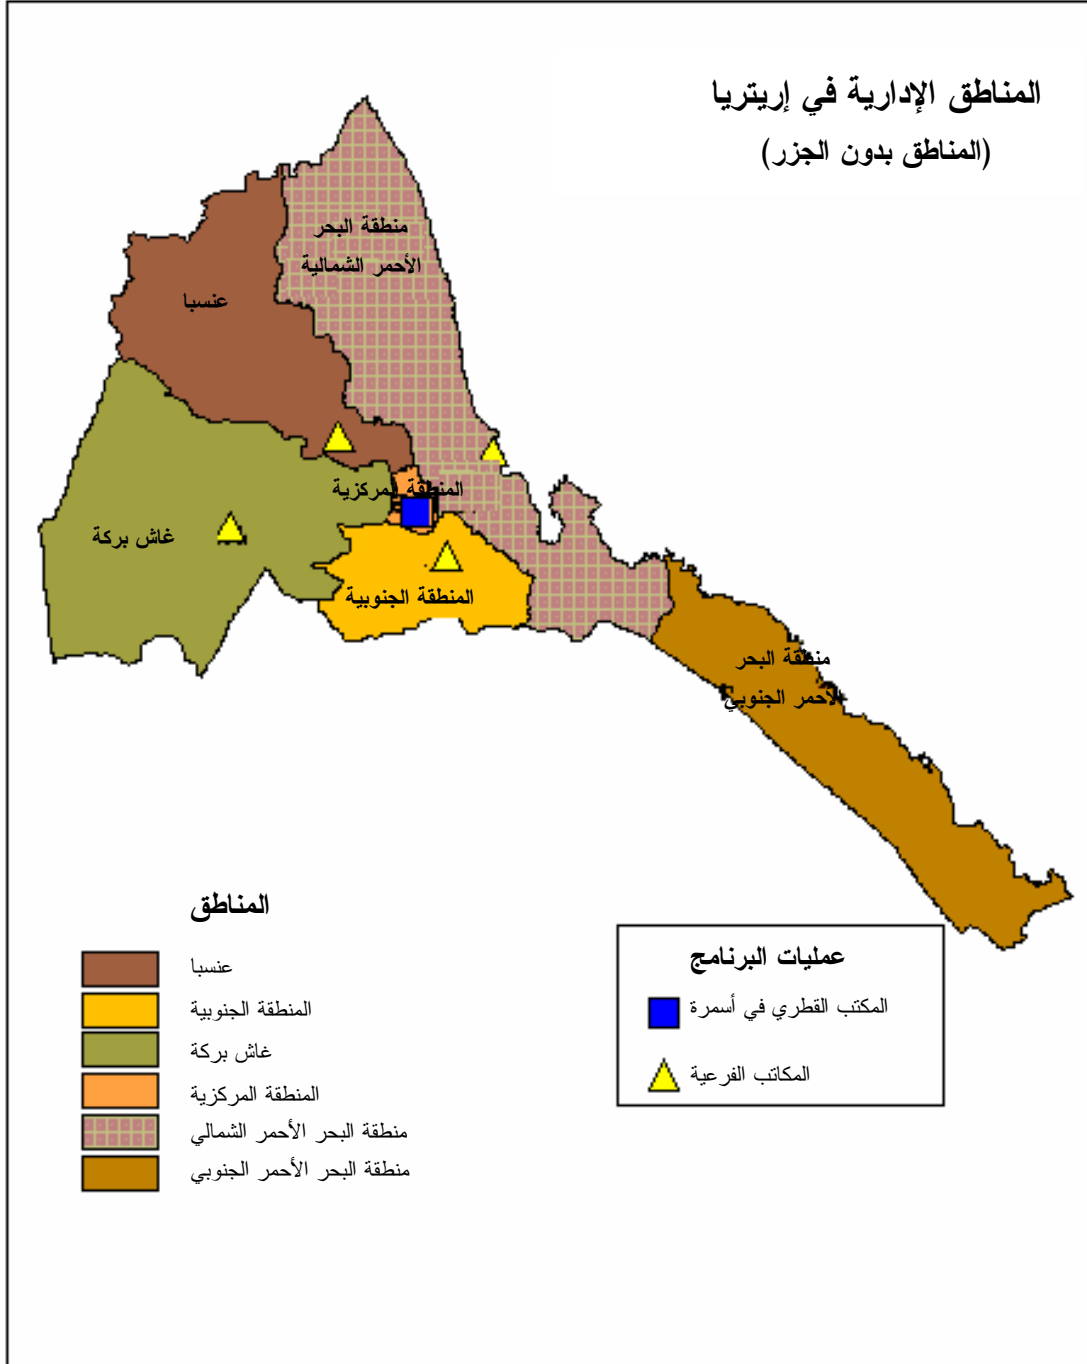 المناطق الإدارية في إريتريا
(المناطق بدون الجزر)
منطقة البحر
الأحمر الشمالية
عنسبا
المنطقة المركزية
غاش بركة
المنطقة الجنوبية
منطقة البحر
الأحمر الجنوبي
المناطق
عنسبا
المنطقة الجنوبية
غاش بركة
المنطقة المركزية
منطقة البحر الأحمر الشمالي
منطقة البحر الأحمر الجنوبي
عمليات البرنامج
المكتب القطري في أسمرة
المكاتب الفرعية